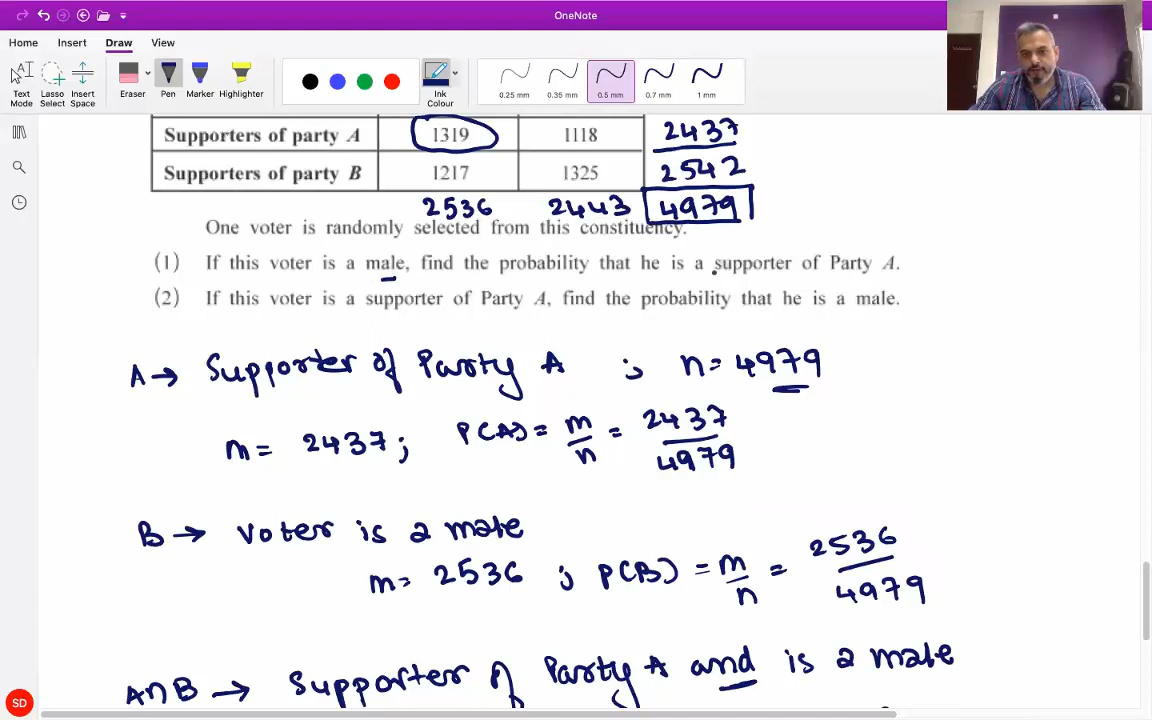 OneNote
Home Insert Draw View
Text Mode Lasso Select Insert Space Eraser Pen Marker Highlighter Ink Colour 0.25 mm 0.35 mm 0.5 mm 0.7 mm 1 mm
Supporters of party A 1319 1118 2437
Supporters of party B 1217 1325 2542
2536 2443 4979
One voter is randomly selected from this constituency.
(1) If this voter is a male, find the probability that he is a supporter of Party A.
(2) If this voter is a supporter of Party A, find the probability that he is a male.
A → Supporter of Party A ; n = 4979
m = 2437 ; P(A) = m/n = 2437/4979
B → Voter is a male
m = 2536 ; P(B) = m/n = 2536/4979
A∩B → Supporter of Party A and is a male
SD